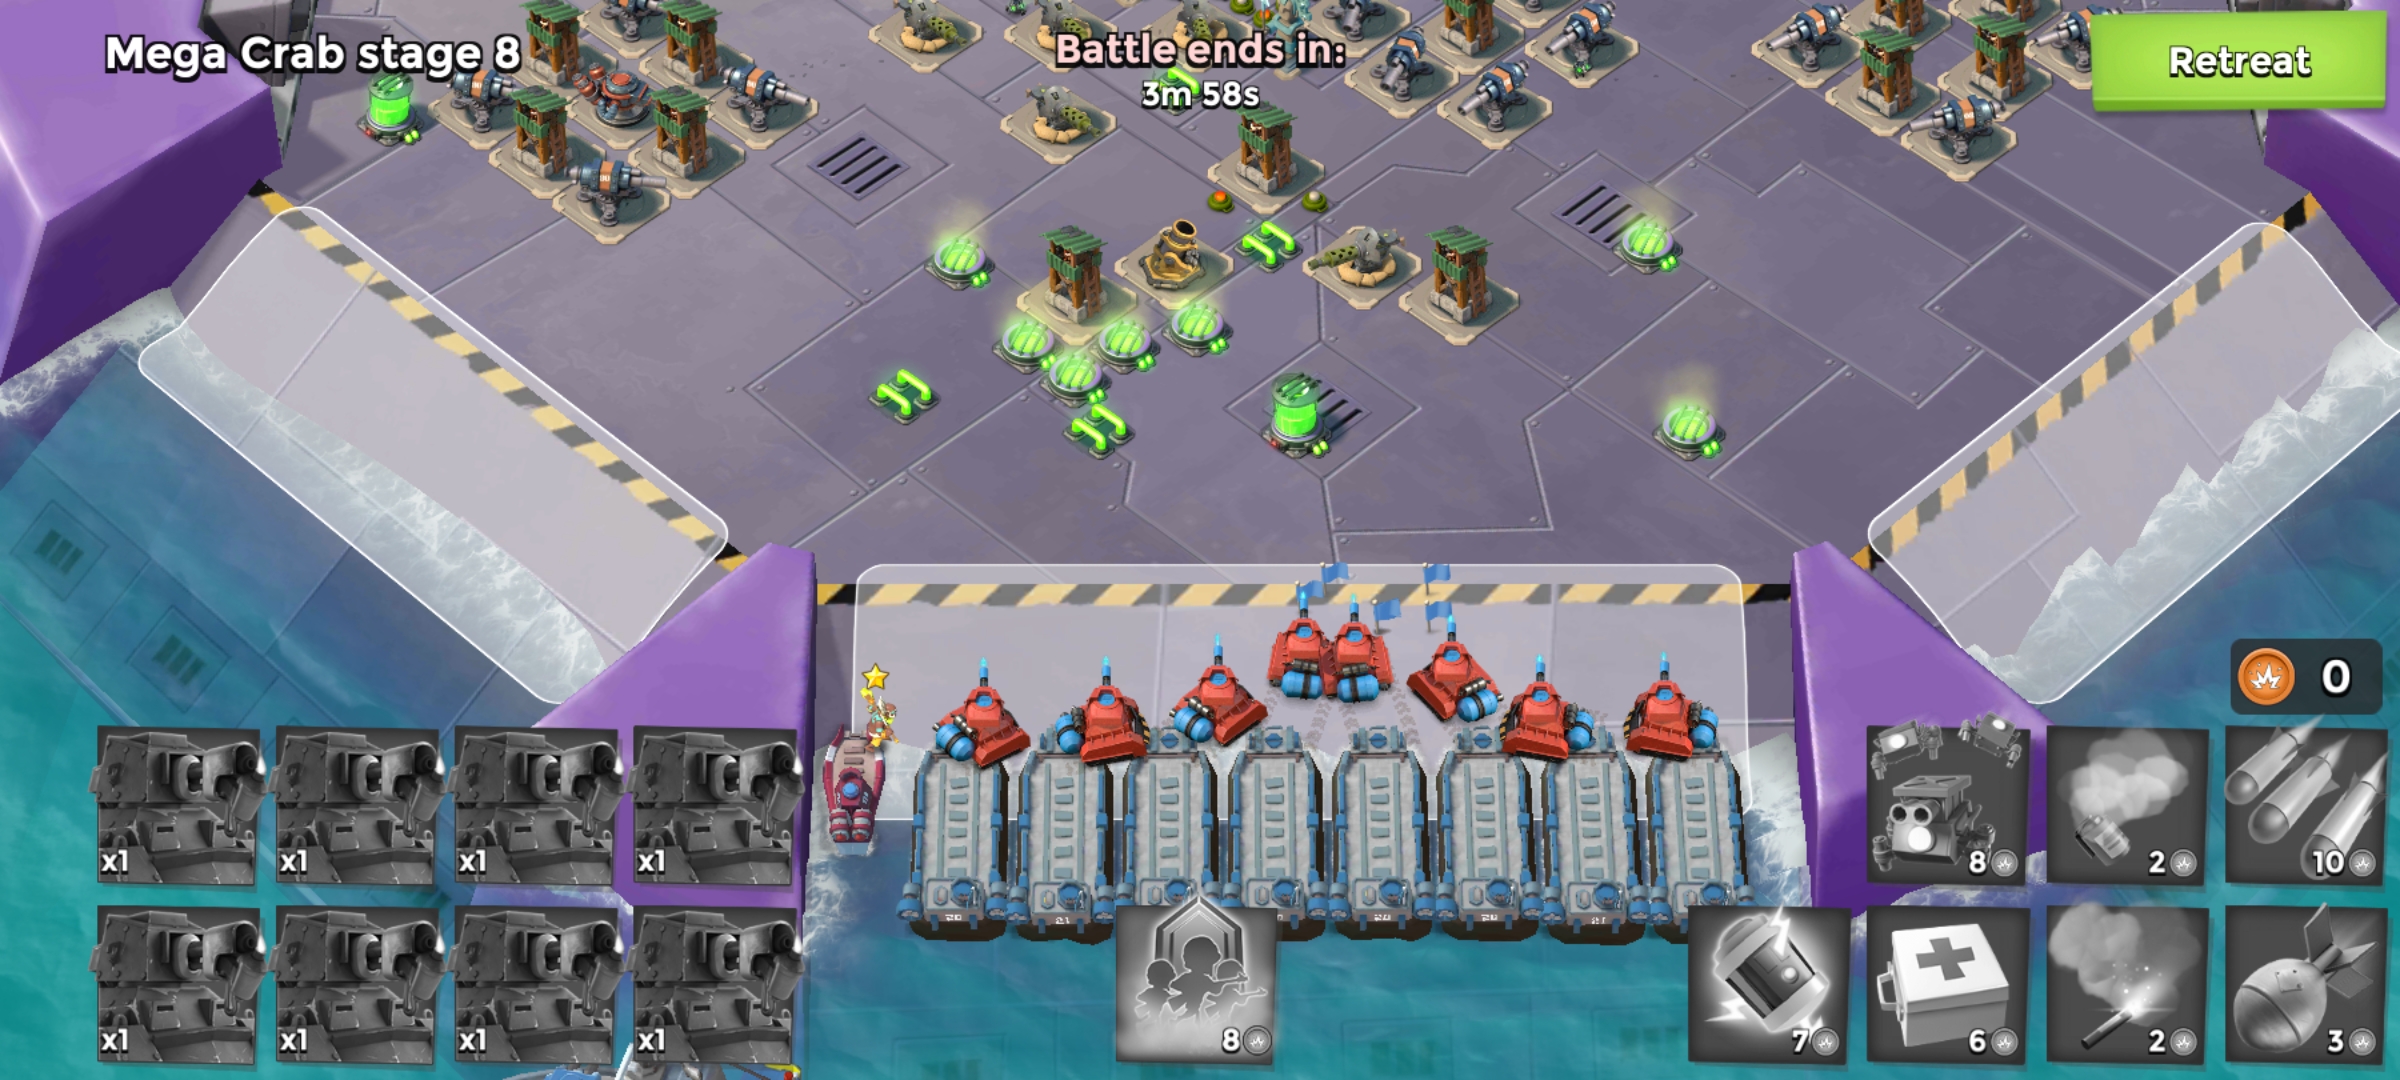 Mega Crab stage 8
Battle ends in:
3m 58s
Retreat
0
x1
x1
x1
x1
8
2
10
x1
x1
x1
x1
8
7
6
2
3